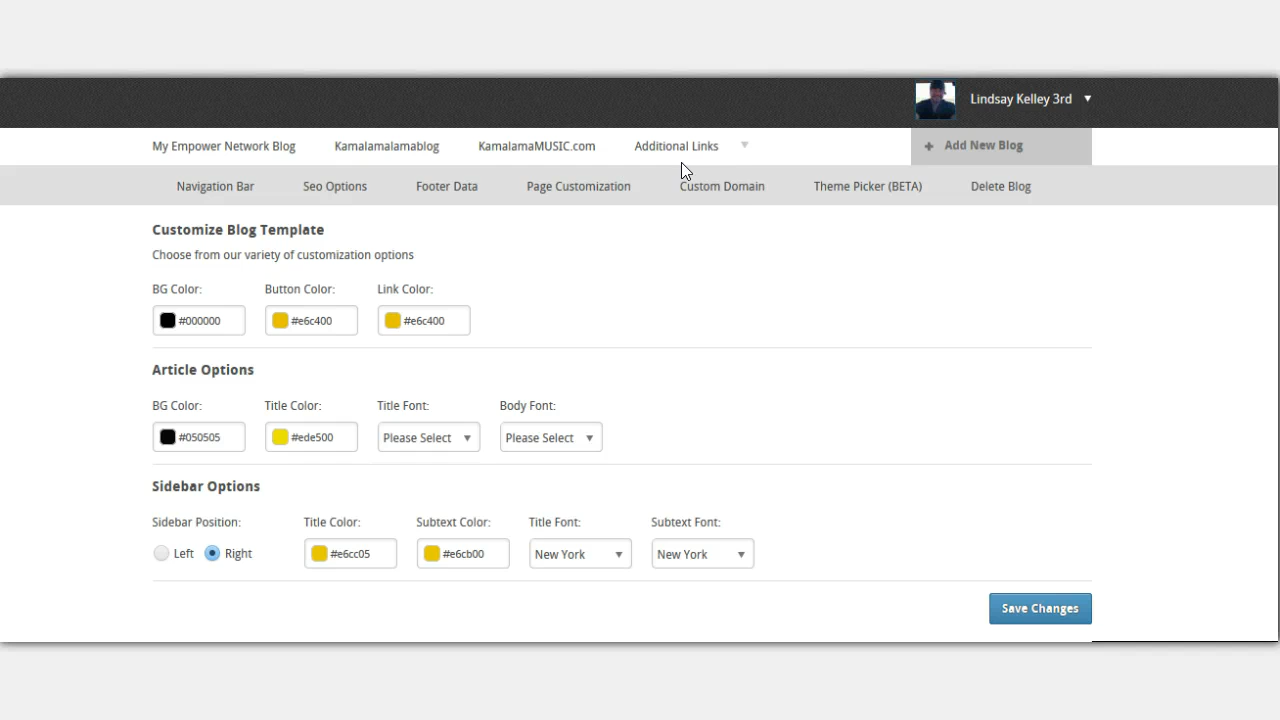 Lindsay Kelley 3rd
My Empower Network Blog Kamalamalamablog KamalamaMUSIC.com Additional Links Add New Blog
Navigation Bar Seo Options Footer Data Page Customization Custom Domain Theme Picker (BETA) Delete Blog
Customize Blog Template
Choose from our variety of customization options
BG Color: Button Color: Link Color:
#000000 #e6c400 #e6c400
Article Options
BG Color: Title Color: Title Font: Body Font:
#050505 #ede500 Please Select Please Select
Sidebar Options
Sidebar Position: Title Color: Subtext Color: Title Font: Subtext Font:
Left Right #e6cc05 #e6cb00 New York New York
Save Changes